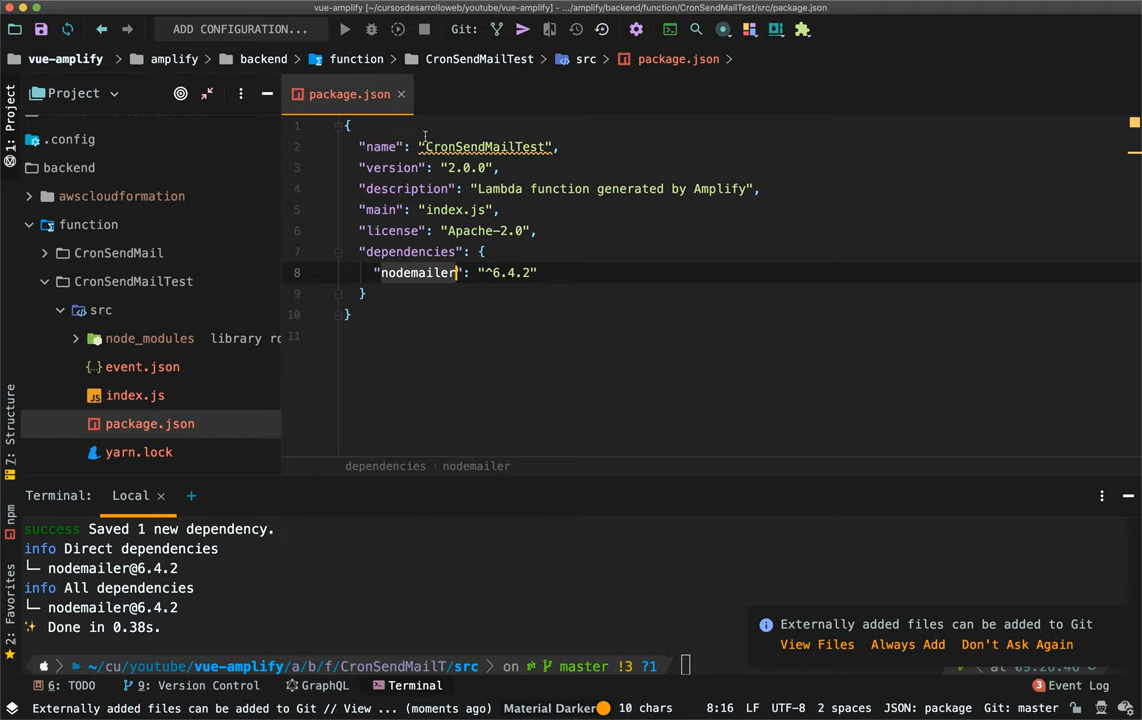 vue-amplify [~/cursosdesarrolloweb/youtube/vue-amplify] - .../amplify/backend/function/CronSendMailTest/src/package.json
ADD CONFIGURATION... Git:
vue-amplify amplify backend function CronSendMailTest src package.json
1: Project
Project
package.json
.config
backend
awscloudformation
function
CronSendMail
CronSendMailTest
src
node_modules library ro
event.json
index.js
package.json
yarn.lock
1 {
2 "name": "CronSendMailTest",
3 "version": "2.0.0",
4 "description": "Lambda function generated by Amplify",
5 "main": "index.js",
6 "license": "Apache-2.0",
7 "dependencies": {
8 "nodemailer": "^6.4.2"
9 }
10 }
11
dependencies › nodemailer
7: Structure
npm
2: Favorites
Terminal: Local
success Saved 1 new dependency.
info Direct dependencies
└─ nodemailer@6.4.2
info All dependencies
└─ nodemailer@6.4.2
✨ Done in 0.38s.
~/cu/youtube/vue-amplify/a/b/f/CronSendMailT/src on master !3 ?1
Externally added files can be added to Git
View Files Always Add Don't Ask Again
6: TODO 9: Version Control GraphQL Terminal 3 Event Log
Externally added files can be added to Git // View ... (moments ago) Material Darker 10 chars 8:16 LF UTF-8 2 spaces JSON: package Git: master